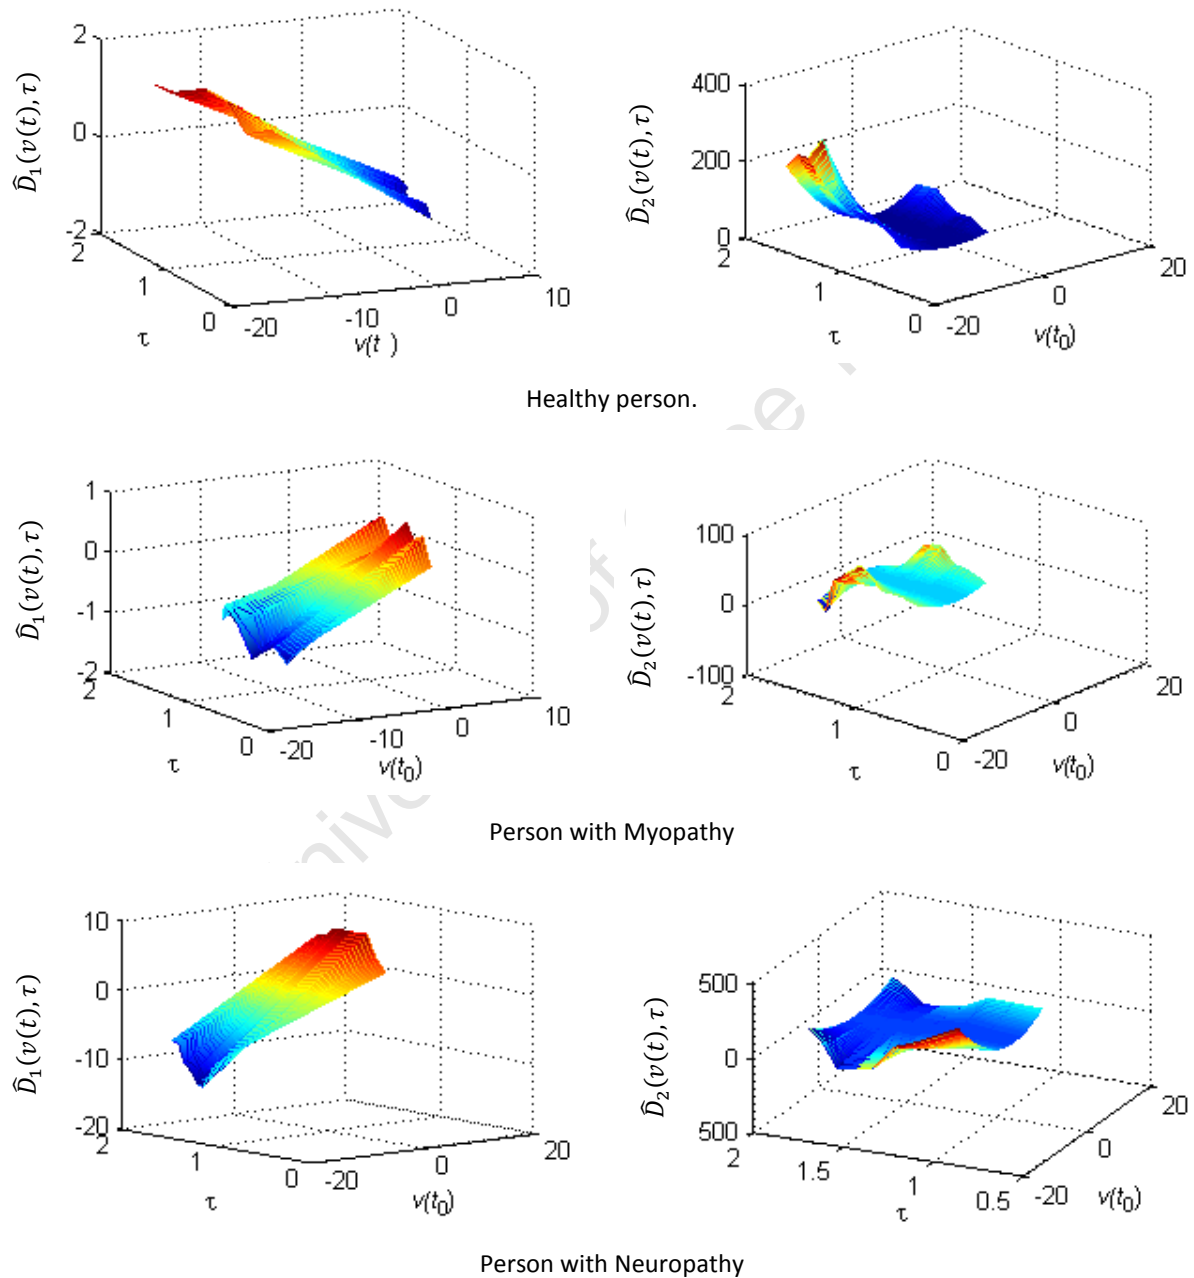 2
0
-2
2
1
0
-20
-10
0
10
τ
v(t )
D̂₁(v(t), τ)
400
200
0
2
1
0
-20
0
20
τ
v(t₀)
D̂₂(v(t), τ)
Healthy person.
1
0
-1
-2
2
1
0
-20
-10
0
10
τ
v(t₀)
D̂₁(v(t), τ)
100
0
-100
2
1
0
-20
0
20
τ
v(t₀)
D̂₂(v(t), τ)
Person with Myopathy
10
0
-10
-20
2
1
0
-20
0
20
τ
v(t₀)
D̂₁(v(t), τ)
500
0
500
2
1.5
1
0.5
-20
0
20
τ
v(t₀)
D̂₂(v(t), τ)
Person with Neuropathy